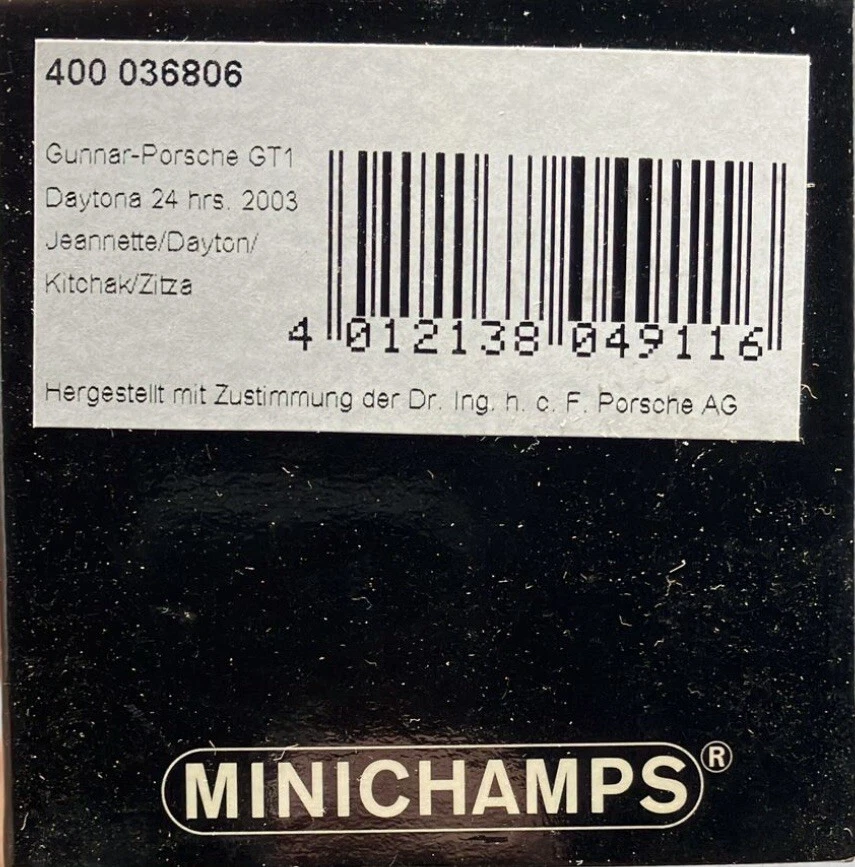 400 036806
Gunnar-Porsche GT1
Daytona 24 hrs. 2003
Jeannette/Dayton/
Kitchak/Zitza
4 012138 049116
Hergestellt mit Zustimmung der Dr. Ing. h. c. F. Porsche AG
MINICHAMPS®